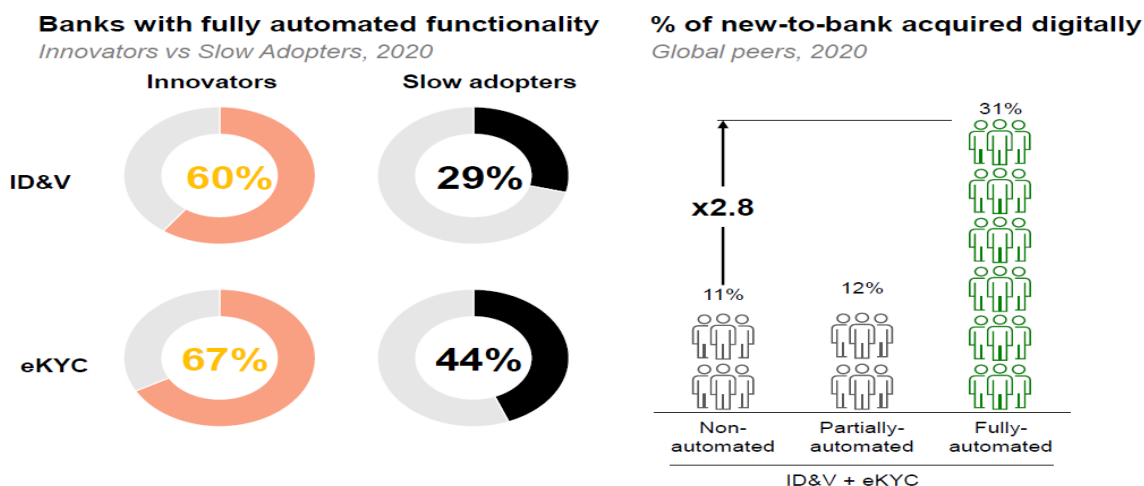 Banks with fully automated functionality
Innovators vs Slow Adopters, 2020
Innovators
Slow adopters
ID&V
60%
29%
eKYC
67%
44%
% of new-to-bank acquired digitally
Global peers, 2020
31%
x2.8
11%
12%
Non-
automated
Partially-
automated
Fully-
automated
ID&V + eKYC